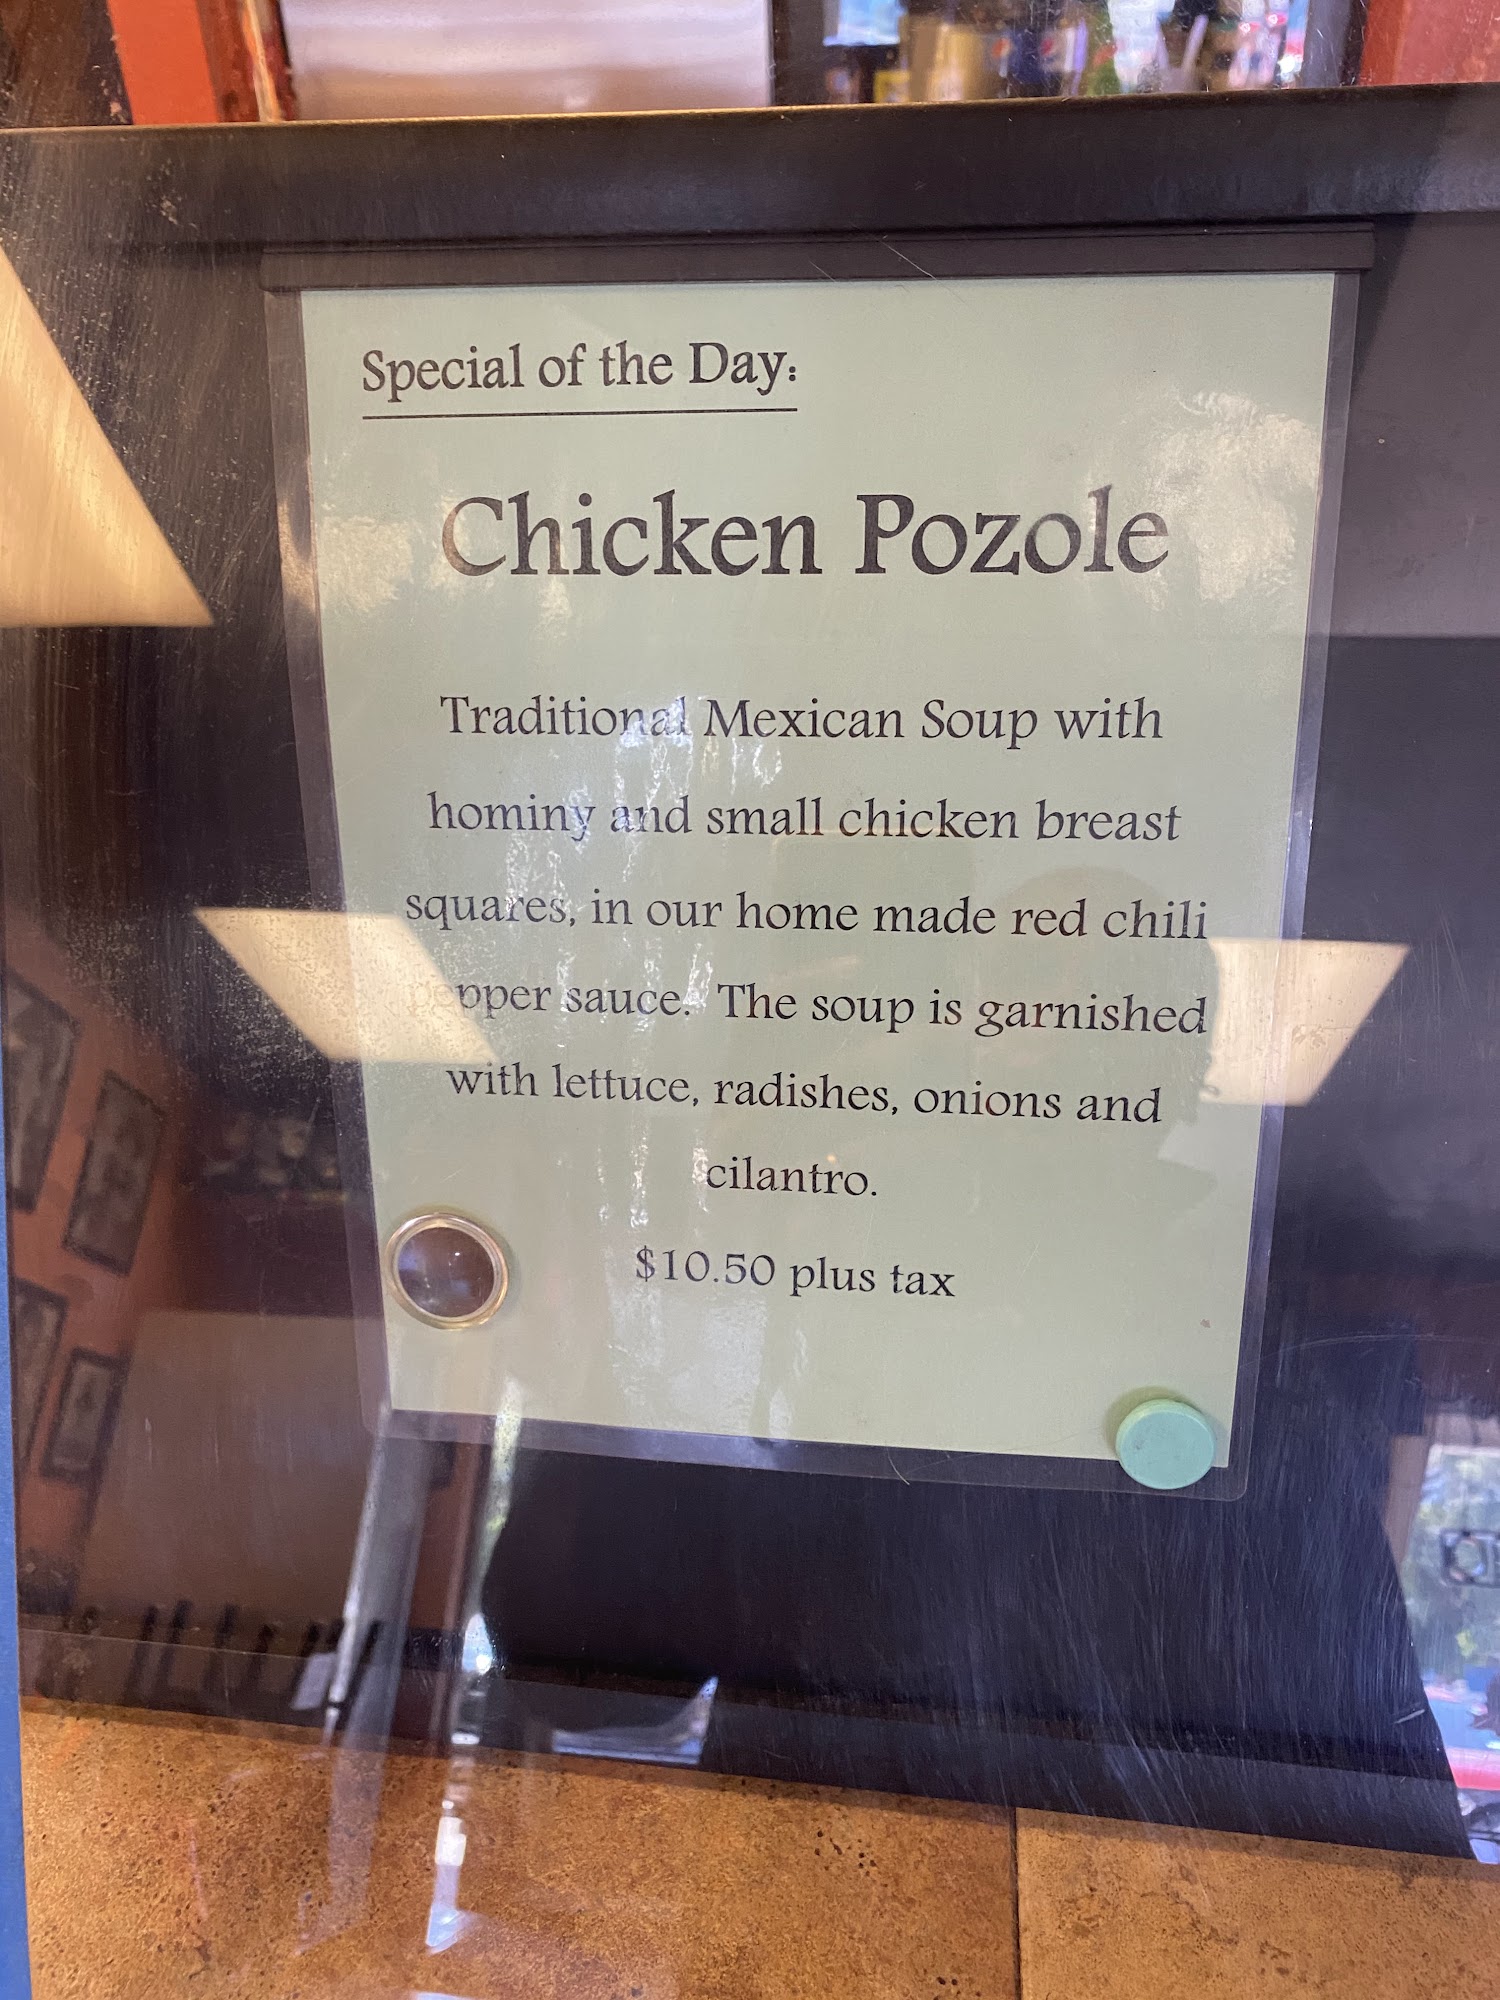 Special of the Day:
Chicken Pozole
Traditional Mexican Soup with
hominy and small chicken breast
squares, in our home made red chili
pepper sauce. The soup is garnished
with lettuce, radishes, onions and
cilantro.
$10.50 plus tax